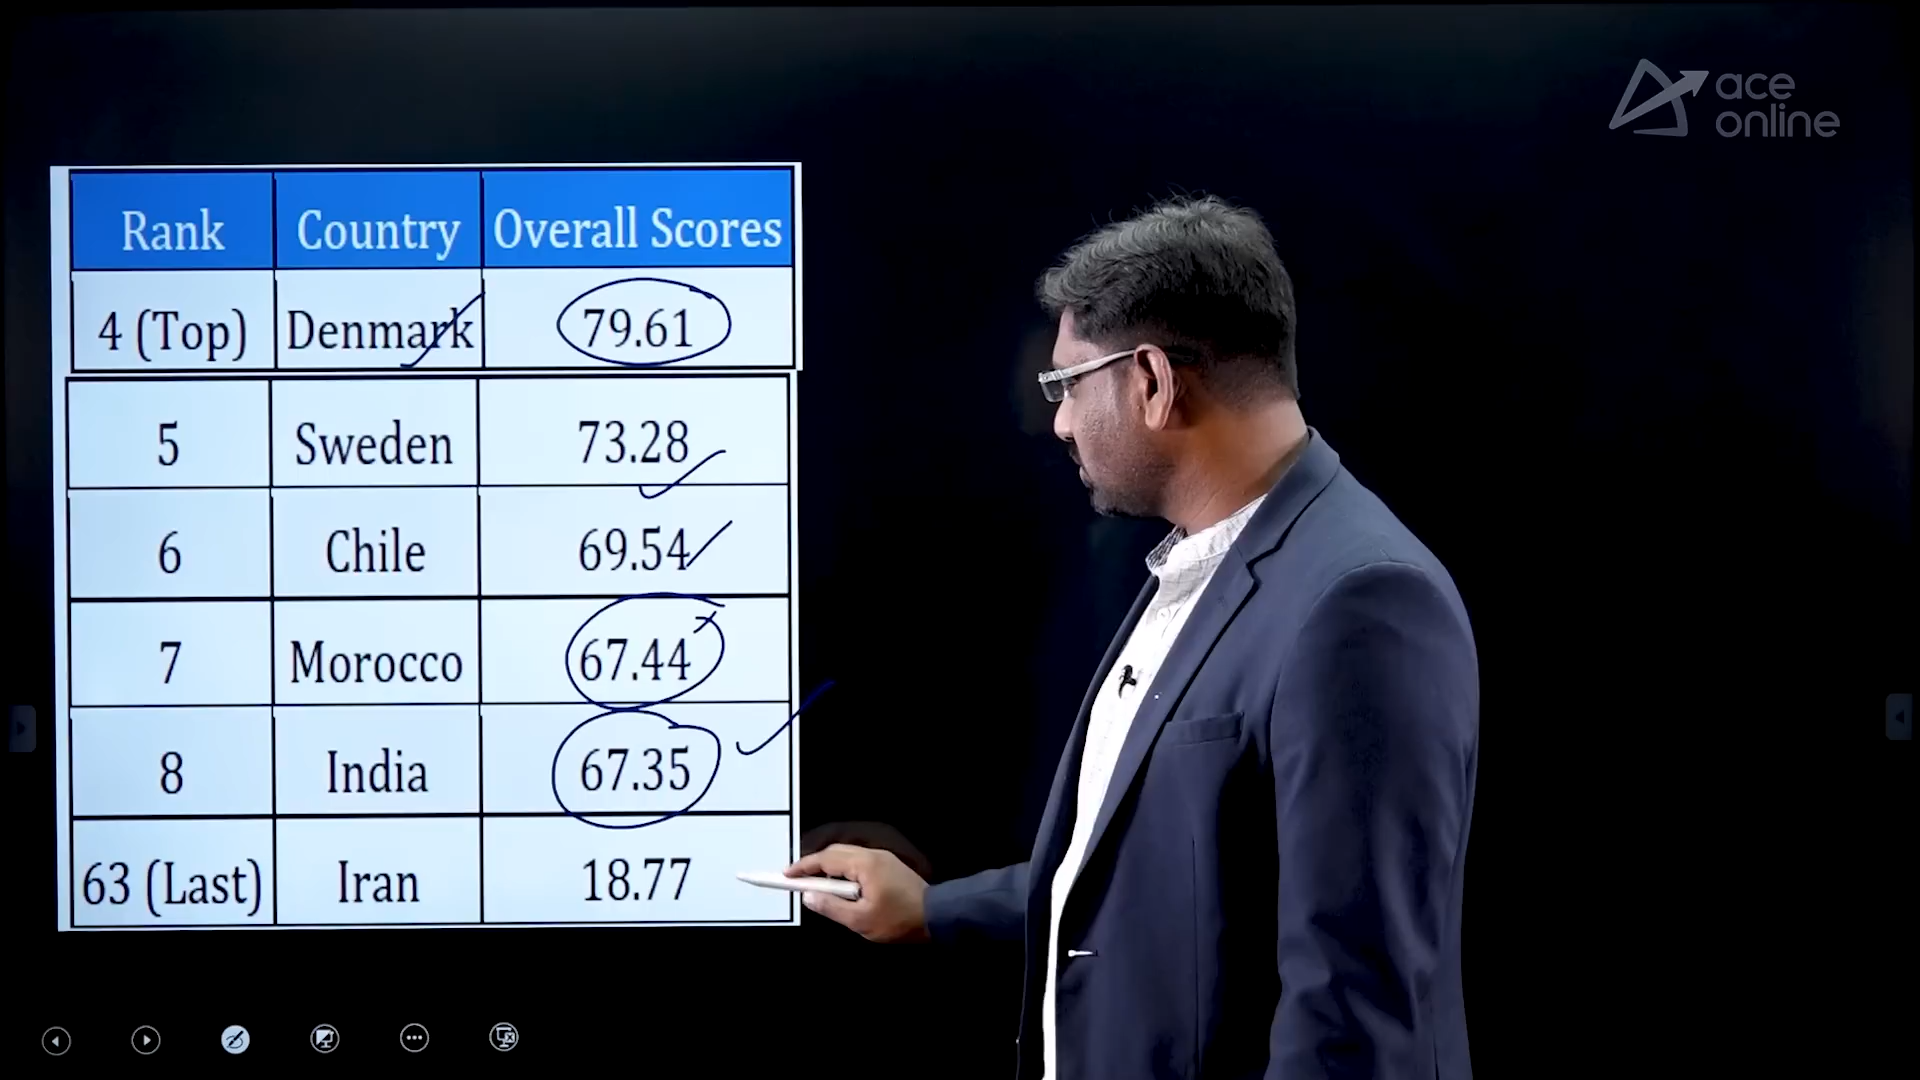 ace
online
Rank Country Overall Scores
4 (Top) Denmark 79.61
5 Sweden 73.28
6 Chile 69.54
7 Morocco 67.44
8 India 67.35
63 (Last) Iran 18.77